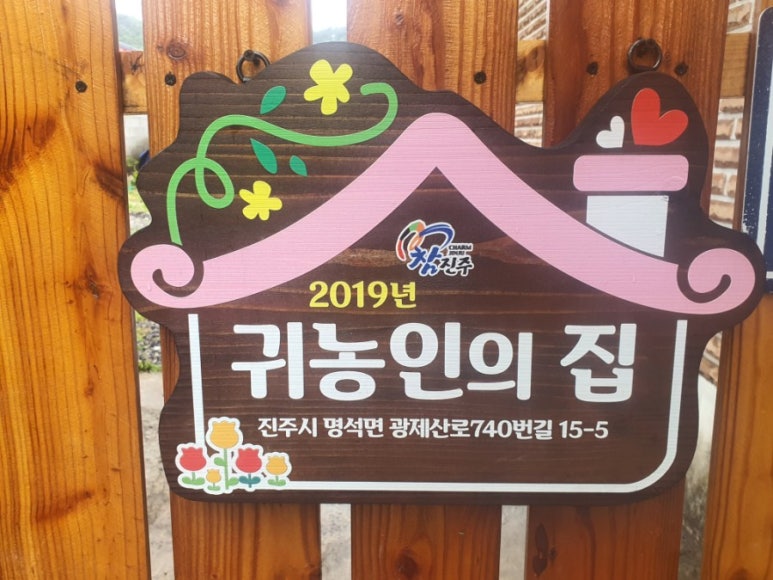 참진주
2019년
귀농인의 집
진주시 명석면 광제산로740번길 15-5